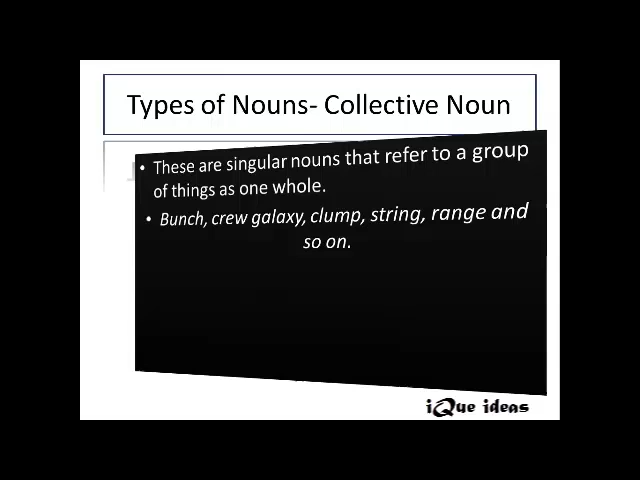 Types of Nouns- Collective Noun
• These are singular nouns that refer to a group
of things as one whole.
• Bunch, crew galaxy, clump, string, range and
so on.
iQue ideas